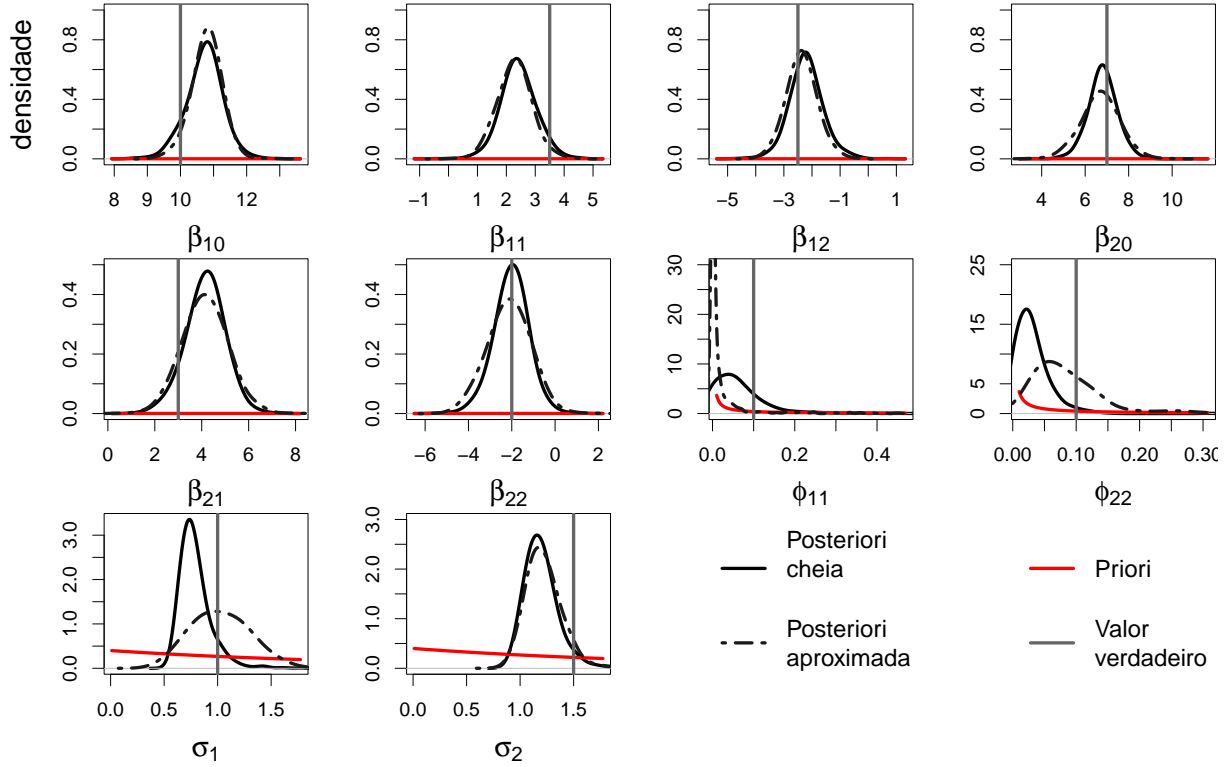 densidade
0.0 0.4 0.8
8 9 10 12
β10
0.0 0.4 0.8
−1 1 2 3 4 5
β11
0.0 0.4 0.8
−5 −3 −1 1
β12
0.0 0.4 0.8
4 6 8 10
β20
0.0 0.2 0.4
0 2 4 6 8
β21
0.0 0.2 0.4
−6 −4 −2 0 2
β22
0 10 20 30
0.0 0.2 0.4
ϕ11
0 5 15 25
0.00 0.10 0.20 0.30
ϕ22
0.0 1.0 2.0 3.0
0.0 0.5 1.0 1.5
σ1
0.0 1.0 2.0 3.0
0.0 0.5 1.0 1.5
σ2
Posteriori
cheia
Priori
Posteriori
aproximada
Valor
verdadeiro